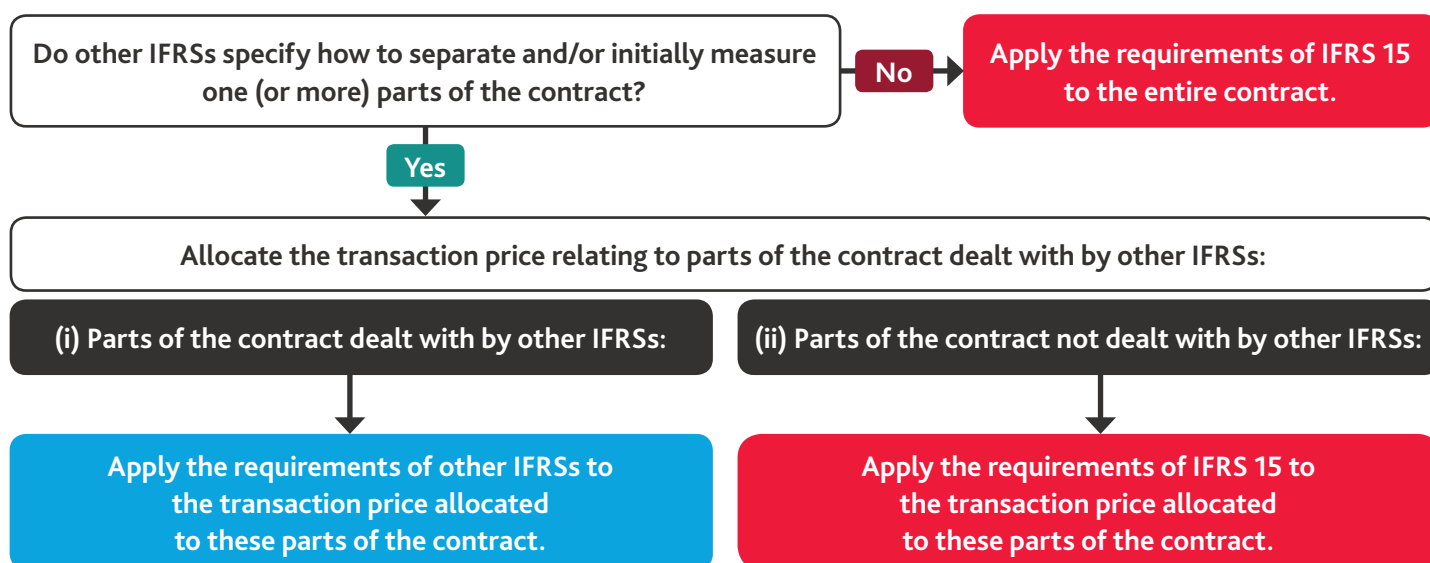 Do other IFRSs specify how to separate and/or initially measure
one (or more) parts of the contract?
No
Apply the requirements of IFRS 15
to the entire contract.
Yes
Allocate the transaction price relating to parts of the contract dealt with by other IFRSs:
(i) Parts of the contract dealt with by other IFRSs:
(ii) Parts of the contract not dealt with by other IFRSs:
Apply the requirements of other IFRSs to
the transaction price allocated
to these parts of the contract.
Apply the requirements of IFRS 15 to
the transaction price allocated
to these parts of the contract.